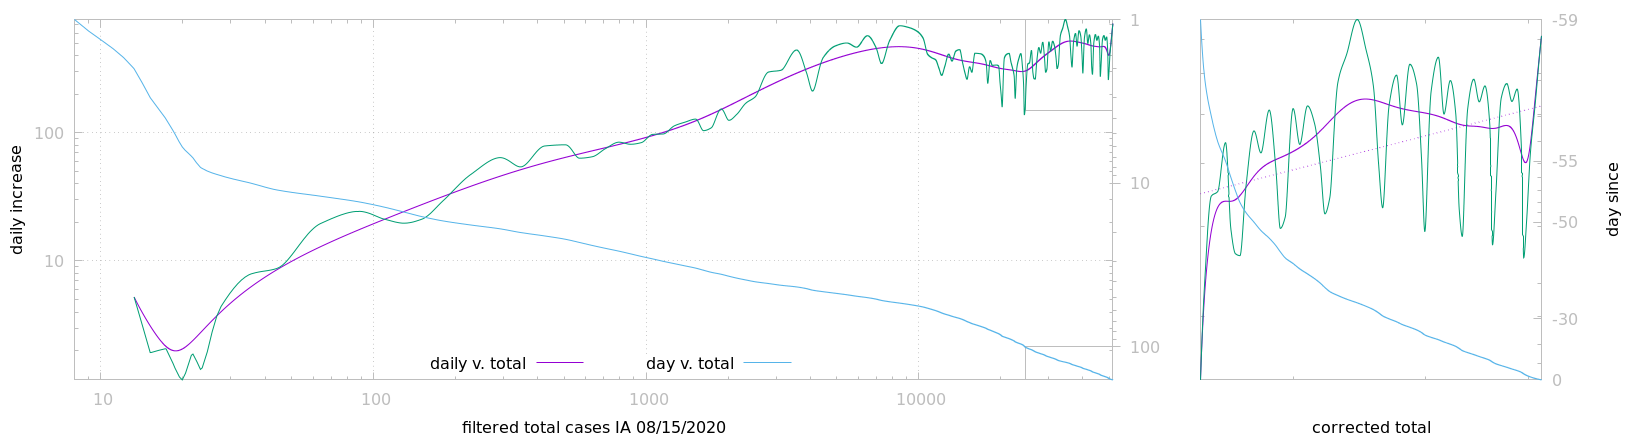 daily increase
100
10
10
100
1000
10000
1
10
100
daily v. total
day v. total
filtered total cases IA 08/15/2020
-59
-55
-50
-30
0
day since
corrected total